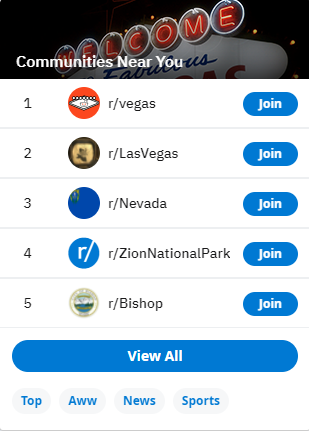 WELCOME
Fabulous
Communities Near You
1 r/vegas Join
2 r/LasVegas Join
3 r/Nevada Join
4 r/ r/ZionNationalPark Join
5 r/Bishop Join
View All
Top Aww News Sports